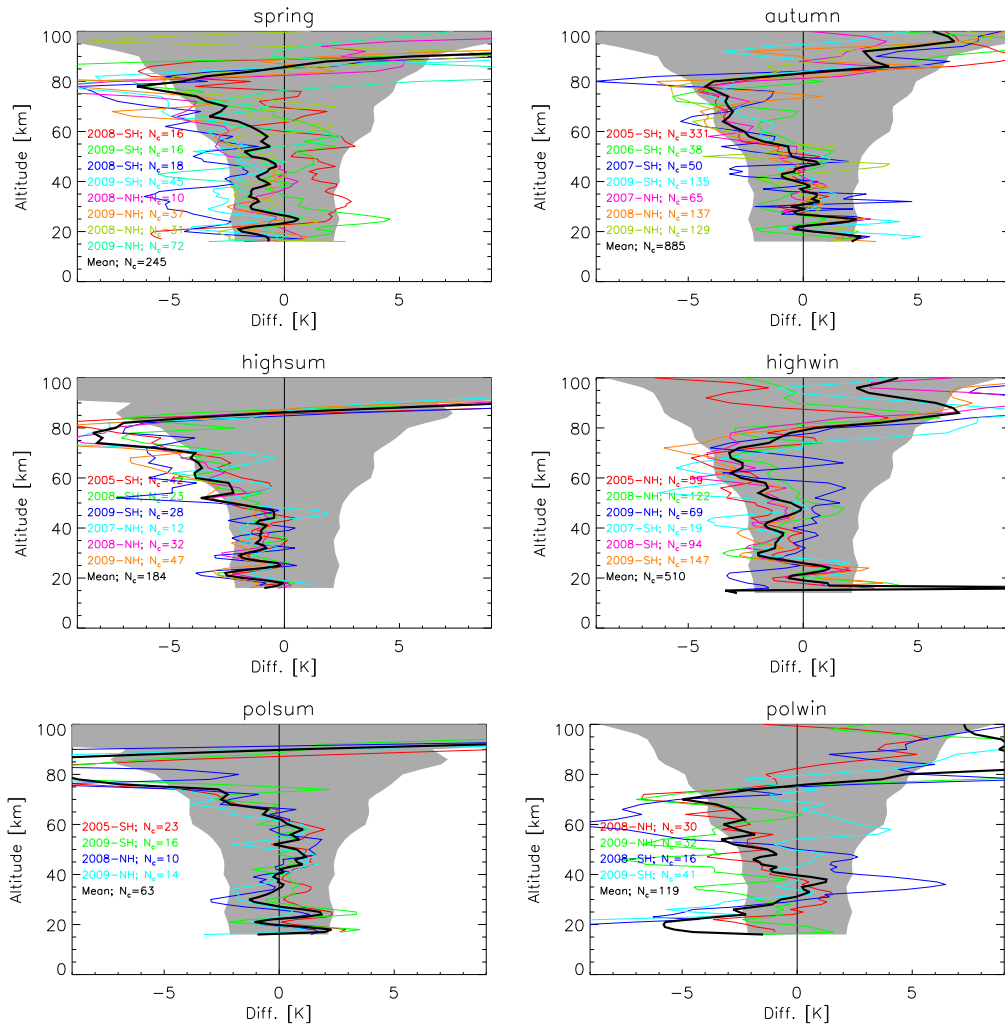 spring
100
80
60
40
20
0
Altitude [km]
2008-SH; Nc=16
2009-SH; Nc=16
2008-SH; Nc=18
2009-SH; Nc=45
2008-NH; Nc=10
2009-NH; Nc=37
2008-NH; Nc=31
2009-NH; Nc=72
Mean; Nc=245
-5 0 5
Diff. [K]
autumn
100
80
60
40
20
0
Altitude [km]
2005-SH; Nc=331
2006-SH; Nc=38
2007-SH; Nc=50
2009-SH; Nc=135
2007-NH; Nc=65
2008-NH; Nc=137
2009-NH; Nc=129
Mean; Nc=885
-5 0 5
Diff. [K]
highsum
100
80
60
40
20
0
Altitude [km]
2005-SH; Nc=42
2008-SH; Nc=23
2009-SH; Nc=28
2007-NH; Nc=12
2008-NH; Nc=32
2009-NH; Nc=47
Mean; Nc=184
-5 0 5
Diff. [K]
highwin
100
80
60
40
20
0
Altitude [km]
2005-NH; Nc=59
2008-NH; Nc=122
2009-NH; Nc=69
2007-SH; Nc=19
2008-SH; Nc=94
2009-SH; Nc=147
Mean; Nc=510
-5 0 5
Diff. [K]
polsum
100
80
60
40
20
0
Altitude [km]
2005-SH; Nc=23
2009-SH; Nc=16
2008-NH; Nc=10
2009-NH; Nc=14
Mean; Nc=63
-5 0 5
Diff. [K]
polwin
100
80
60
40
20
0
Altitude [km]
2008-NH; Nc=30
2009-NH; Nc=32
2008-SH; Nc=16
2009-SH; Nc=41
Mean; Nc=119
-5 0 5
Diff. [K]